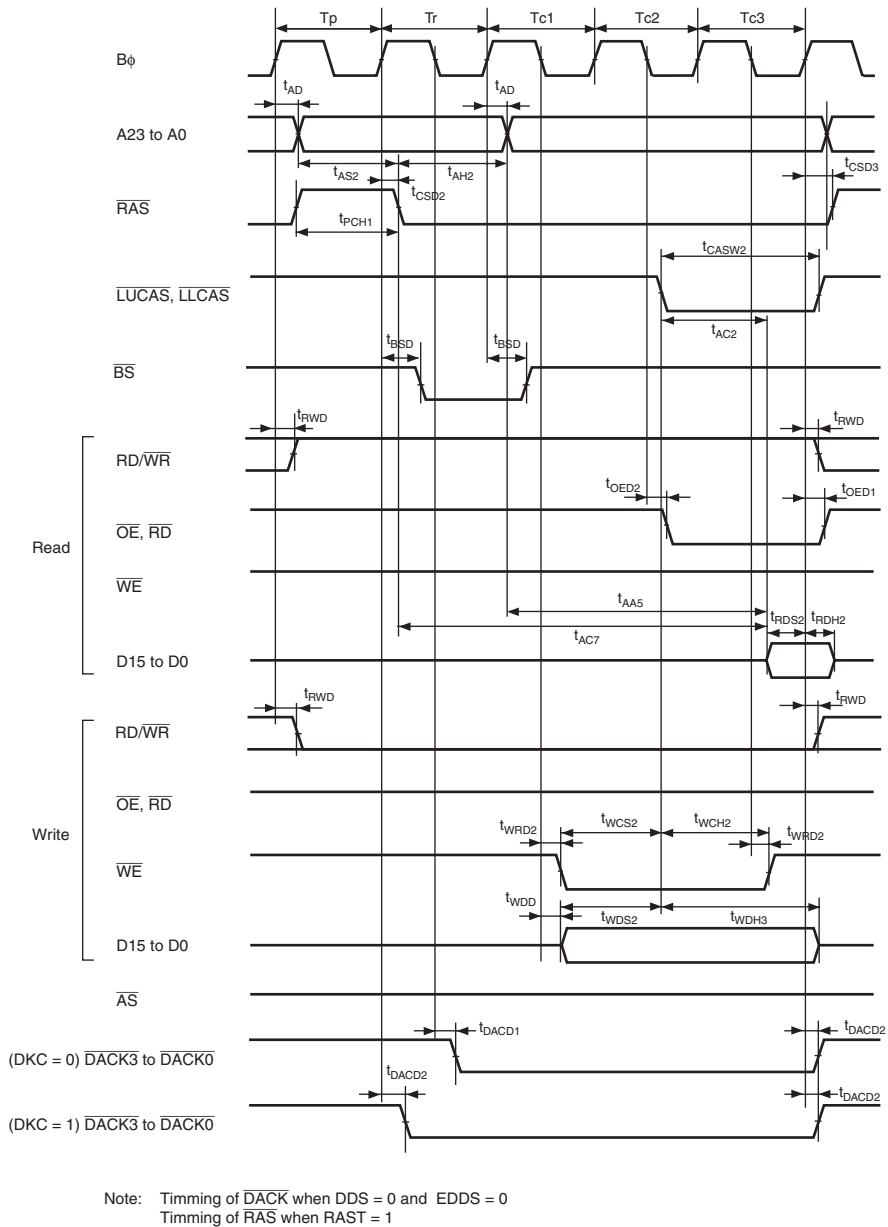 Tp Tr Tc1 Tc2 Tc3
Bϕ
tAD tAD
A23 to A0
tAS2 tAH2 tCSD3
tCSD2
RAS
tPCH1
tCASW2
LUCAS, LLCAS
tAC2
tBSD tBSD
BS
tRWD tRWD
RD/WR
tOED2 tOED1
OE, RD
Read
WE
tAA5
tRDS2 tRDH2
tAC7
D15 to D0
tRWD tRWD
RD/WR
OE, RD
Write
tWCS2 tWCH2
tWRD2 tWRD2
WE
tWDD
tWDS2 tWDH3
D15 to D0
AS
tDACD1 tDACD2
(DKC = 0) DACK3 to DACK0
tDACD2 tDACD2
(DKC = 1) DACK3 to DACK0
Note: Timming of DACK when DDS = 0 and EDDS = 0
Timming of RAS when RAST = 1